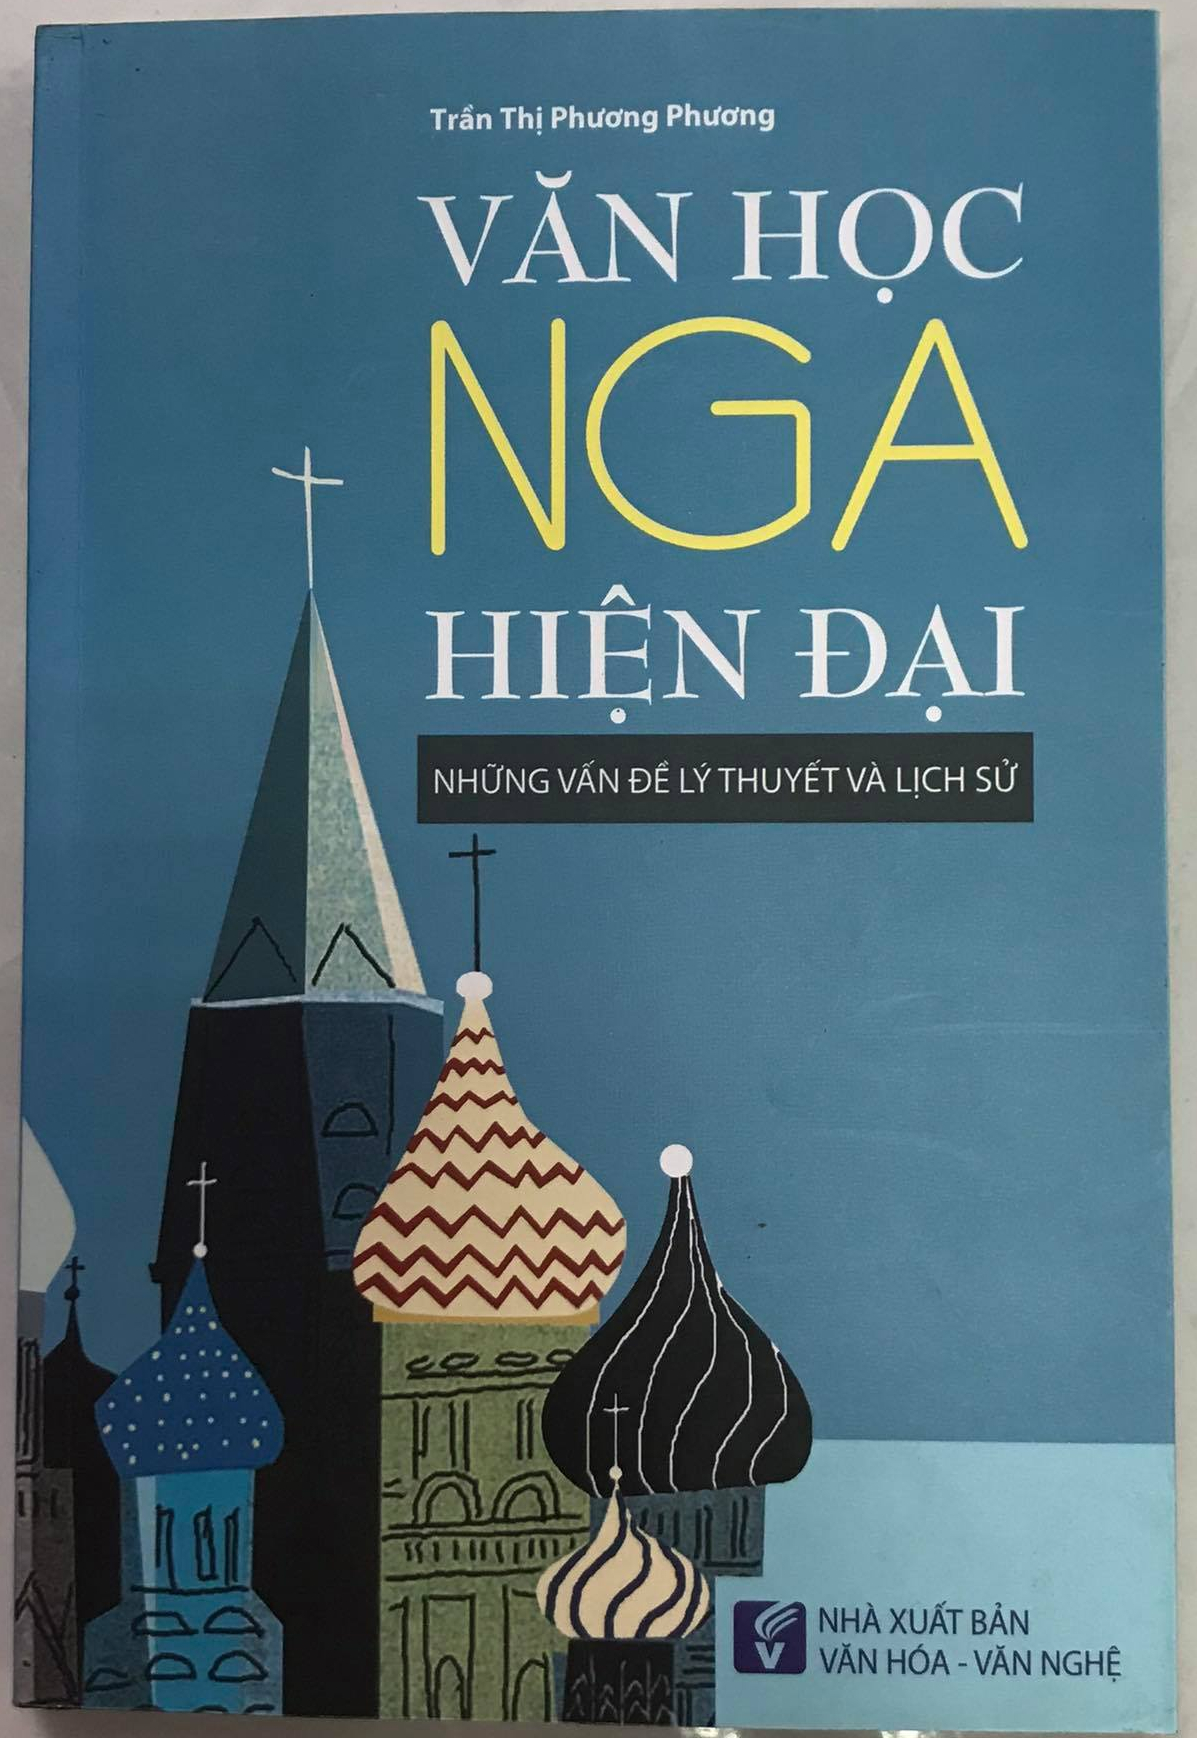 Trần Thị Phương Phương
VĂN HỌC
NGA
HIỆN ĐẠI
NHỮNG VẤN ĐỀ LÝ THUYẾT VÀ LỊCH SỬ
NHÀ XUẤT BẢN
VĂN HÓA - VĂN NGHỆ